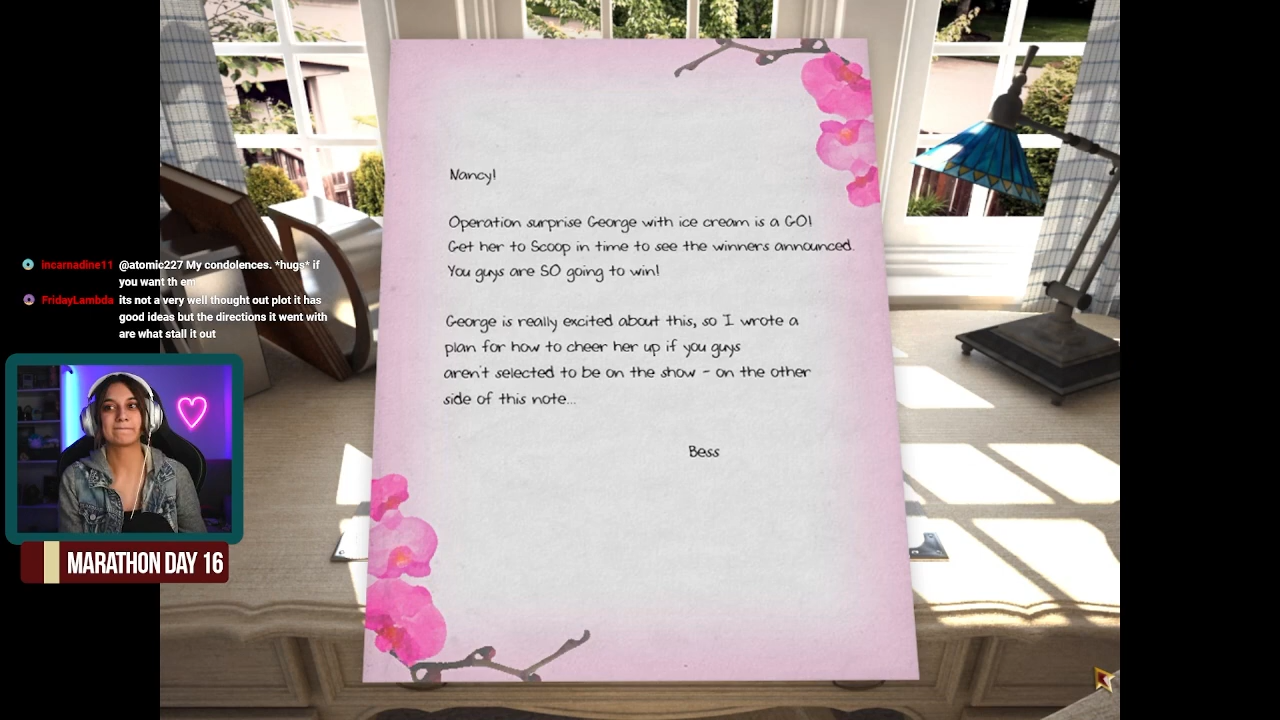 Nancy!
Operation surprise George with ice cream is a GO!
Get her to Scoop in time to see the winners announced.
You guys are SO going to win!
George is really excited about this, so I wrote a
plan for how to cheer her up if you guys
aren't selected to be on the show - on the other
side of this note...
Bess
incarnadine11 @atomic227 My condolences. *hugs* if
you want th em
FridayLambda its not a very well thought out plot it has
good ideas but the directions it went with
are what stall it out
MARATHON DAY 16